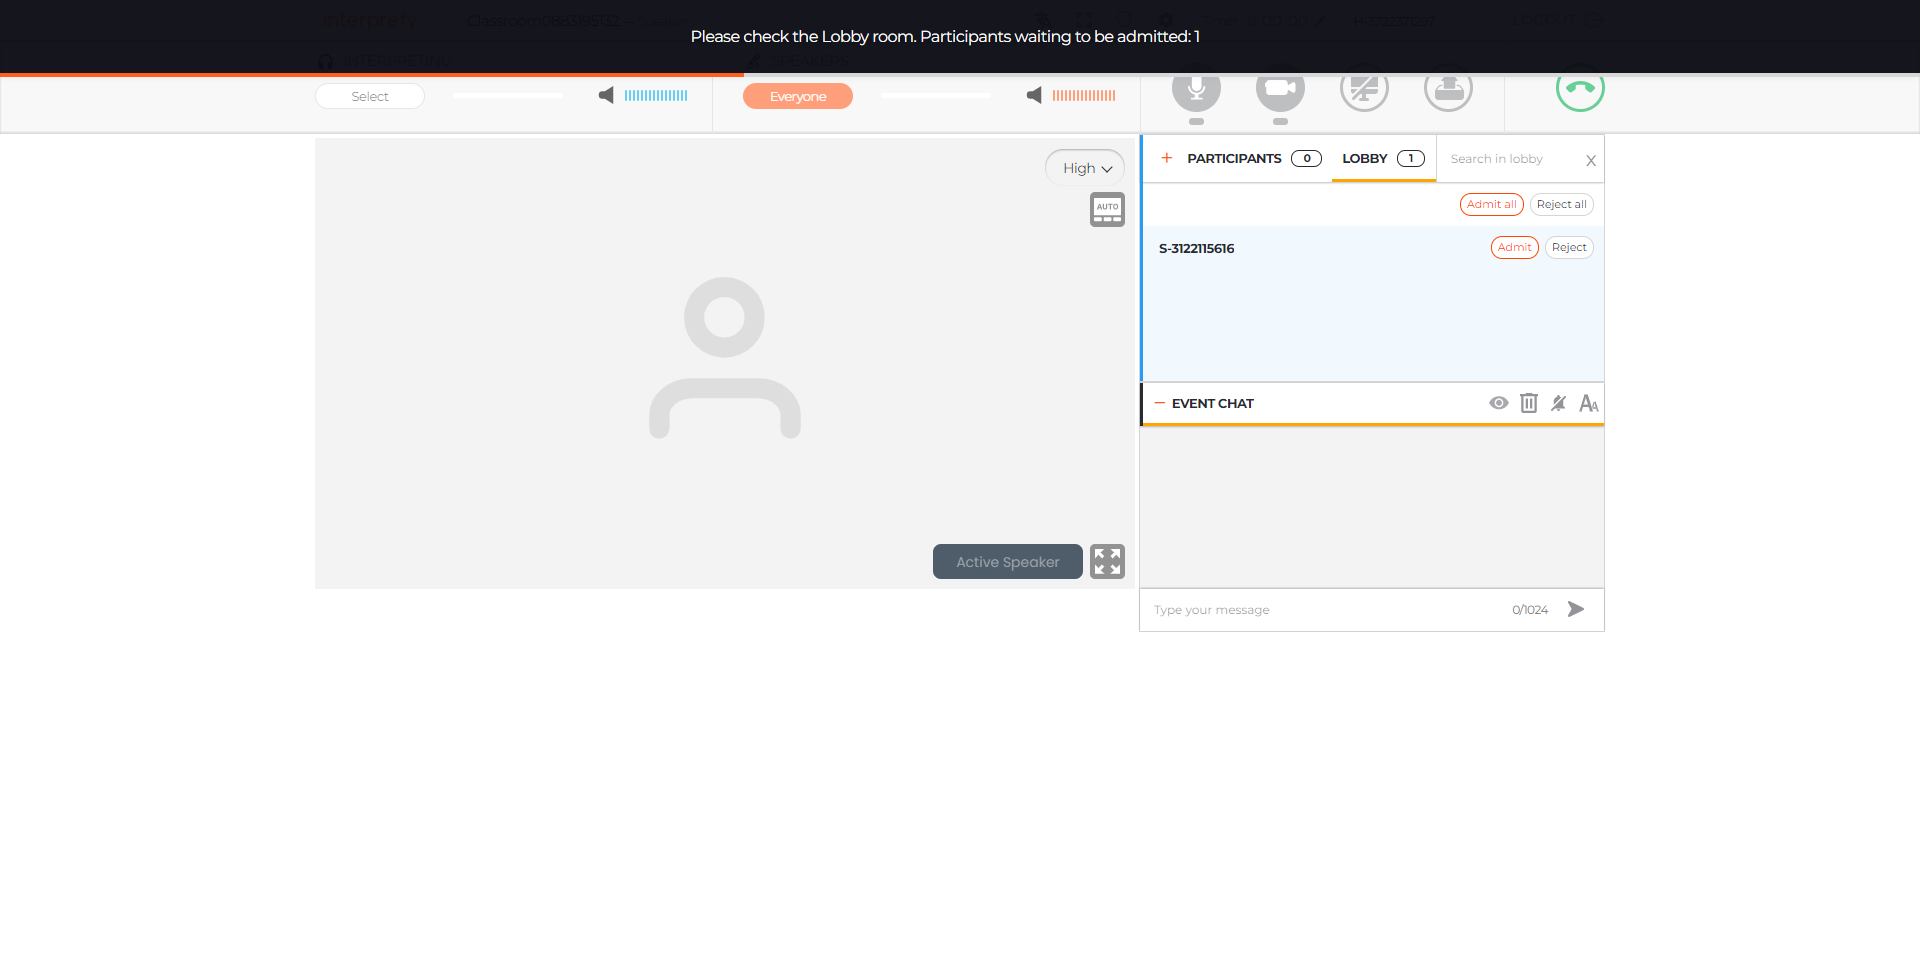 Please check the Lobby room. Participants waiting to be admitted: 1
Select
Everyone
High
AUTO
Active Speaker
+ PARTICIPANTS 0 LOBBY 1 Search in lobby X
Admit all Reject all
S-3122115616 Admit Reject
− EVENT CHAT
Type your message 0/1024